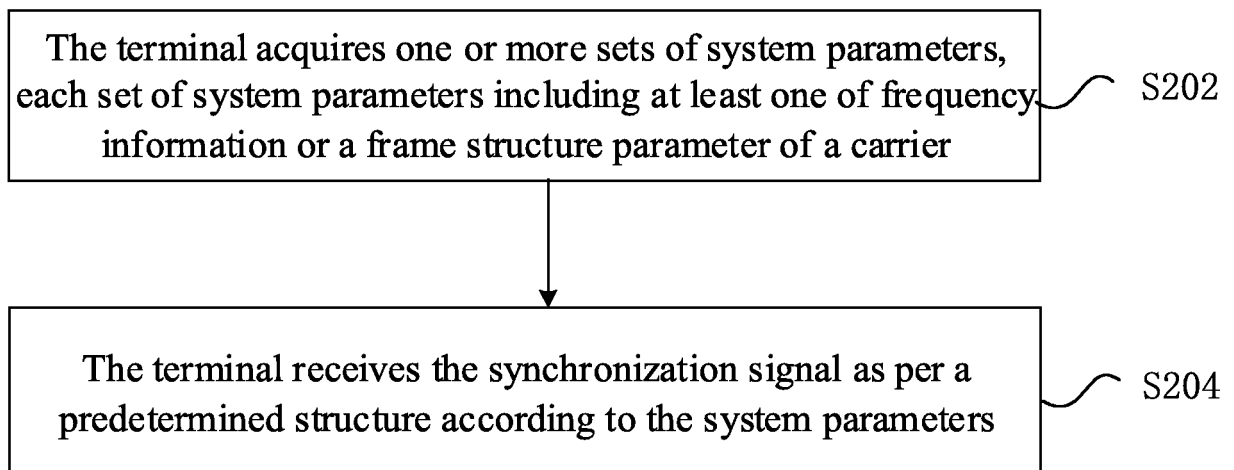 The terminal acquires one or more sets of system parameters,
each set of system parameters including at least one of frequency
information or a frame structure parameter of a carrier
S202
The terminal receives the synchronization signal as per a
predetermined structure according to the system parameters
S204